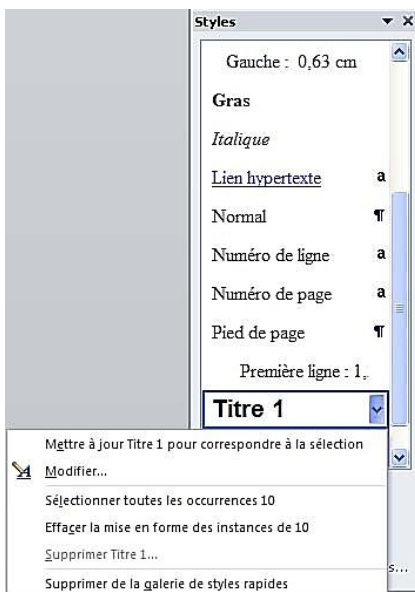 Styles
Gauche : 0,63 cm
Gras
Italique
Lien hypertexte a
Normal ¶
Numéro de ligne a
Numéro de page a
Pied de page ¶
Première ligne : 1,
Titre 1
Mettre à jour Titre 1 pour correspondre à la sélection
Modifier...
Sélectionner toutes les occurrences 10
Effacer la mise en forme des instances de 10
Supprimer Titre 1...
s...
Supprimer de la galerie de styles rapides